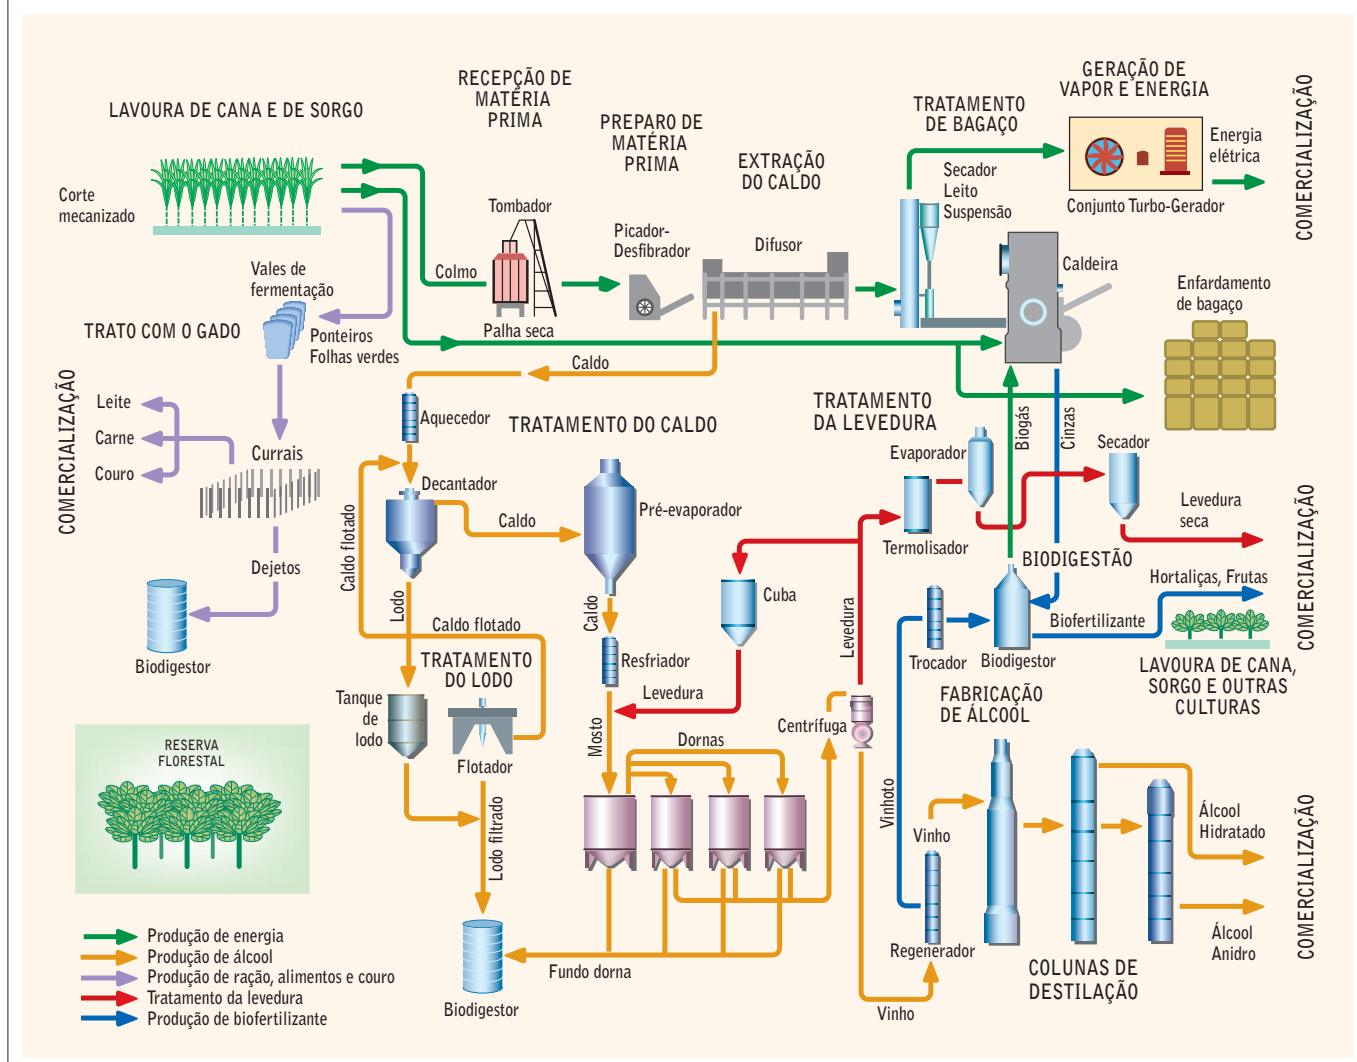 LAVOURA DE CANA E DE SORGO
Corte
mecanizado
RECEPÇÃO DE
MATÉRIA
PRIMA
Tombador
Colmo
Palha seca
PREPARO DE
MATÉRIA
PRIMA
Picador-
Desfibrador
EXTRAÇÃO
DO CALDO
Difusor
TRATAMENTO
DE BAGAÇO
Secador
Leito
Suspensão
GERAÇÃO DE
VAPOR E ENERGIA
Energia
elétrica
Conjunto Turbo-Gerador
COMERCIALIZAÇÃO
Caldeira
Enfardamento
de bagaço
Vales de
fermentação
TRATO COM O GADO
Ponteiros
Folhas verdes
COMERCIALIZAÇÃO
Leite
Carne
Couro
Currais
Dejetos
Biodigestor
Caldo
Aquecedor
TRATAMENTO DO CALDO
Decantador
Caldo
Pré-evaporador
Caldo flotado
Lodo
Caldo flotado
Caldo
Resfriador
Levedura
Mosto
TRATAMENTO
DO LODO
Tanque
de
lodo
Flotador
Lodo filtrado
Biodigestor
Dornas
Fundo dorna
TRATAMENTO
DA LEVEDURA
Evaporador
Termolisador
Cuba
Levedura
Centrífuga
Biogás
Cinzas
Secador
Levedura
seca
COMERCIALIZAÇÃO
BIODIGESTÃO
Hortaliças, Frutas
Biofertilizante
Trocador
Biodigestor
LAVOURA DE CANA,
SORGO E OUTRAS
CULTURAS
FABRICAÇÃO
DE ÁLCOOL
Vinhoto
Vinho
Regenerador
Vinho
COLUNAS DE
DESTILAÇÃO
Álcool
Hidratado
Álcool
Anidro
COMERCIALIZAÇÃO
RESERVA
FLORESTAL
Produção de energia
Produção de álcool
Produção de ração, alimentos e couro
Tratamento da levedura
Produção de biofertilizante